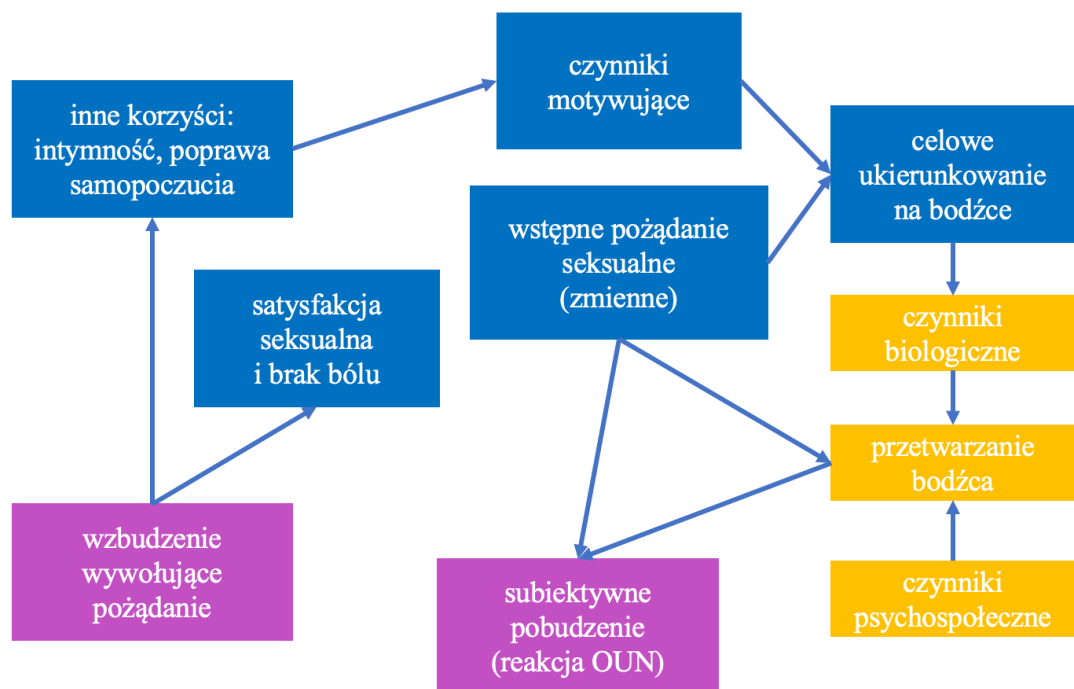 inne korzyści:
intymność, poprawa
samopoczucia
czynniki
motywujące
celowe
ukierunkowanie
na bodźce
wstępne pożądanie
seksualne
(zmienne)
satysfakcja
seksualna
i brak bólu
czynniki
biologiczne
przetwarzanie
bodźca
wzbudzenie
wywołujące
pożądanie
subiektywne
pobudzenie
(reakcja OUN)
czynniki
psychospołeczne